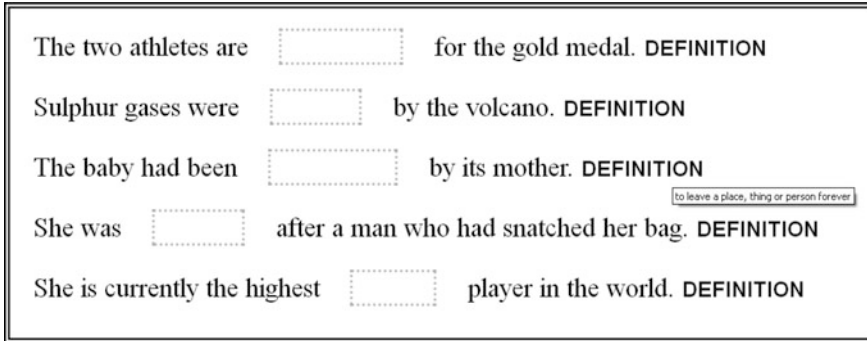 The two athletes are for the gold medal. DEFINITION
Sulphur gases were by the volcano. DEFINITION
The baby had been by its mother. DEFINITION
to leave a place, thing or person forever
She was after a man who had snatched her bag. DEFINITION
She is currently the highest player in the world. DEFINITION